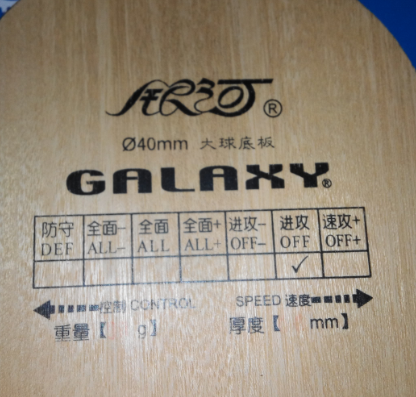 银河®
Ø40mm 大球底板
GALAXY®
防守 全面- 全面 全面+ 进攻- 进攻 速攻+
DEF ALL- ALL ALL+ OFF- OFF OFF+
✓
控制 CONTROL SPEED 速度
重量【 g】 厚度【 mm】